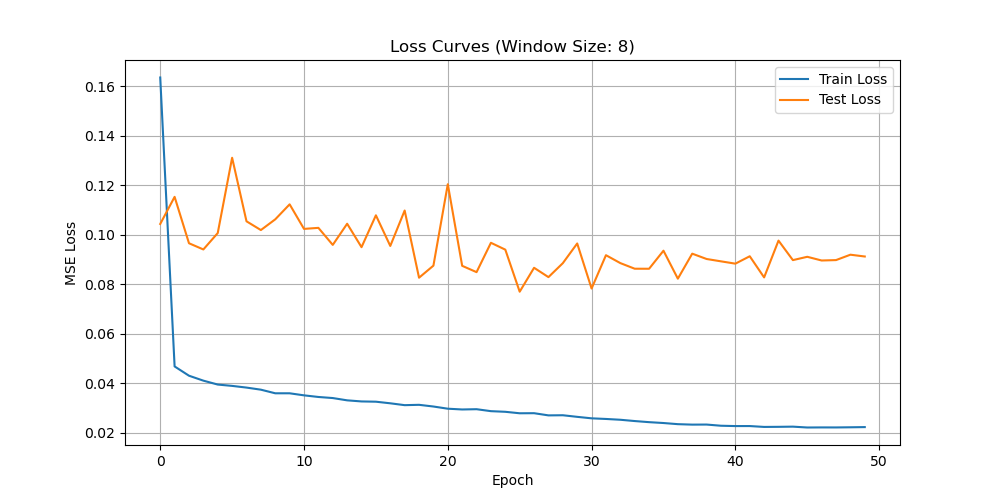 Loss Curves (Window Size: 8)
Train Loss
Test Loss
MSE Loss
0.16
0.14
0.12
0.10
0.08
0.06
0.04
0.02
0 10 20 30 40 50
Epoch